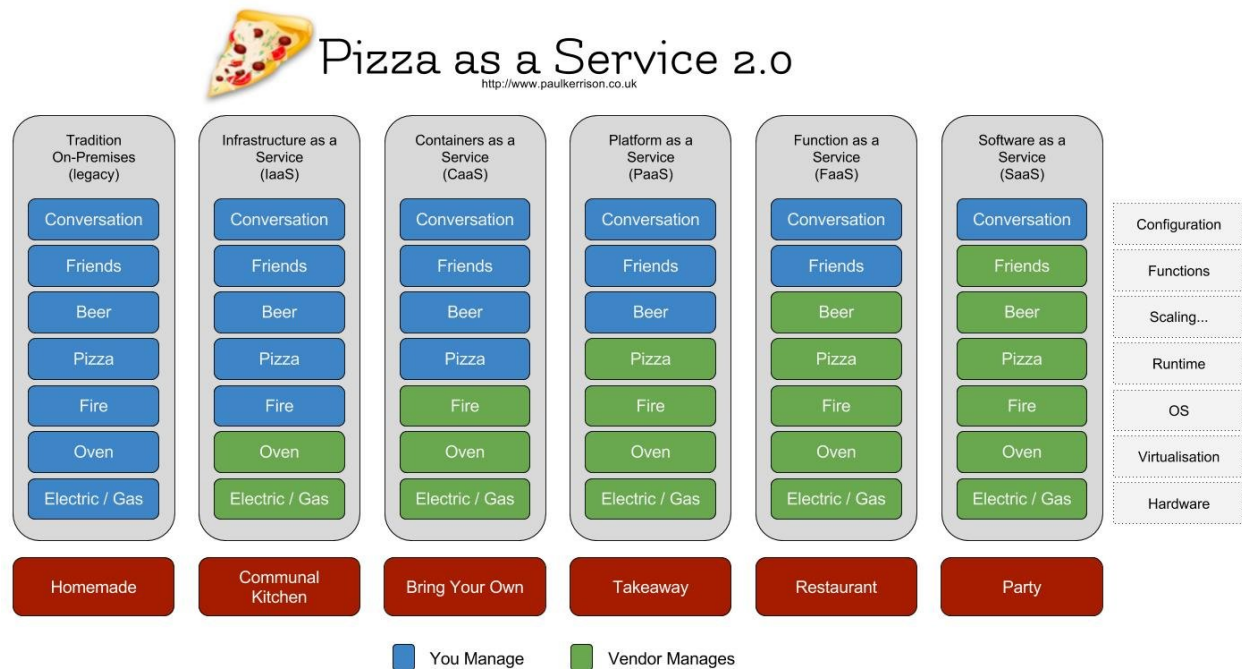 Pizza as a Service 2.0
http://www.paulkerrison.co.uk
Tradition
On-Premises
(legacy)
Conversation
Friends
Beer
Pizza
Fire
Oven
Electric / Gas
Homemade
Infrastructure as a
Service
(IaaS)
Conversation
Friends
Beer
Pizza
Fire
Oven
Electric / Gas
Communal
Kitchen
Containers as a
Service
(CaaS)
Conversation
Friends
Beer
Pizza
Fire
Oven
Electric / Gas
Bring Your Own
Platform as a
Service
(PaaS)
Conversation
Friends
Beer
Pizza
Fire
Oven
Electric / Gas
Takeaway
Function as a
Service
(FaaS)
Conversation
Friends
Beer
Pizza
Fire
Oven
Electric / Gas
Restaurant
Software as a
Service
(SaaS)
Conversation
Friends
Beer
Pizza
Fire
Oven
Electric / Gas
Party
Configuration
Functions
Scaling...
Runtime
OS
Virtualisation
Hardware
You Manage
Vendor Manages